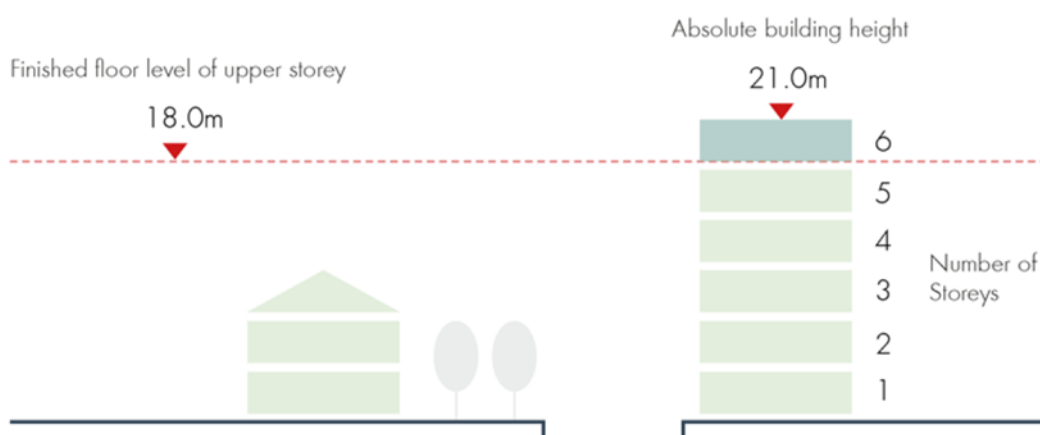 Absolute building height
Finished floor level of upper storey
21.0m
18.0m
6
5
4
Number of
3
Storeys
2
1